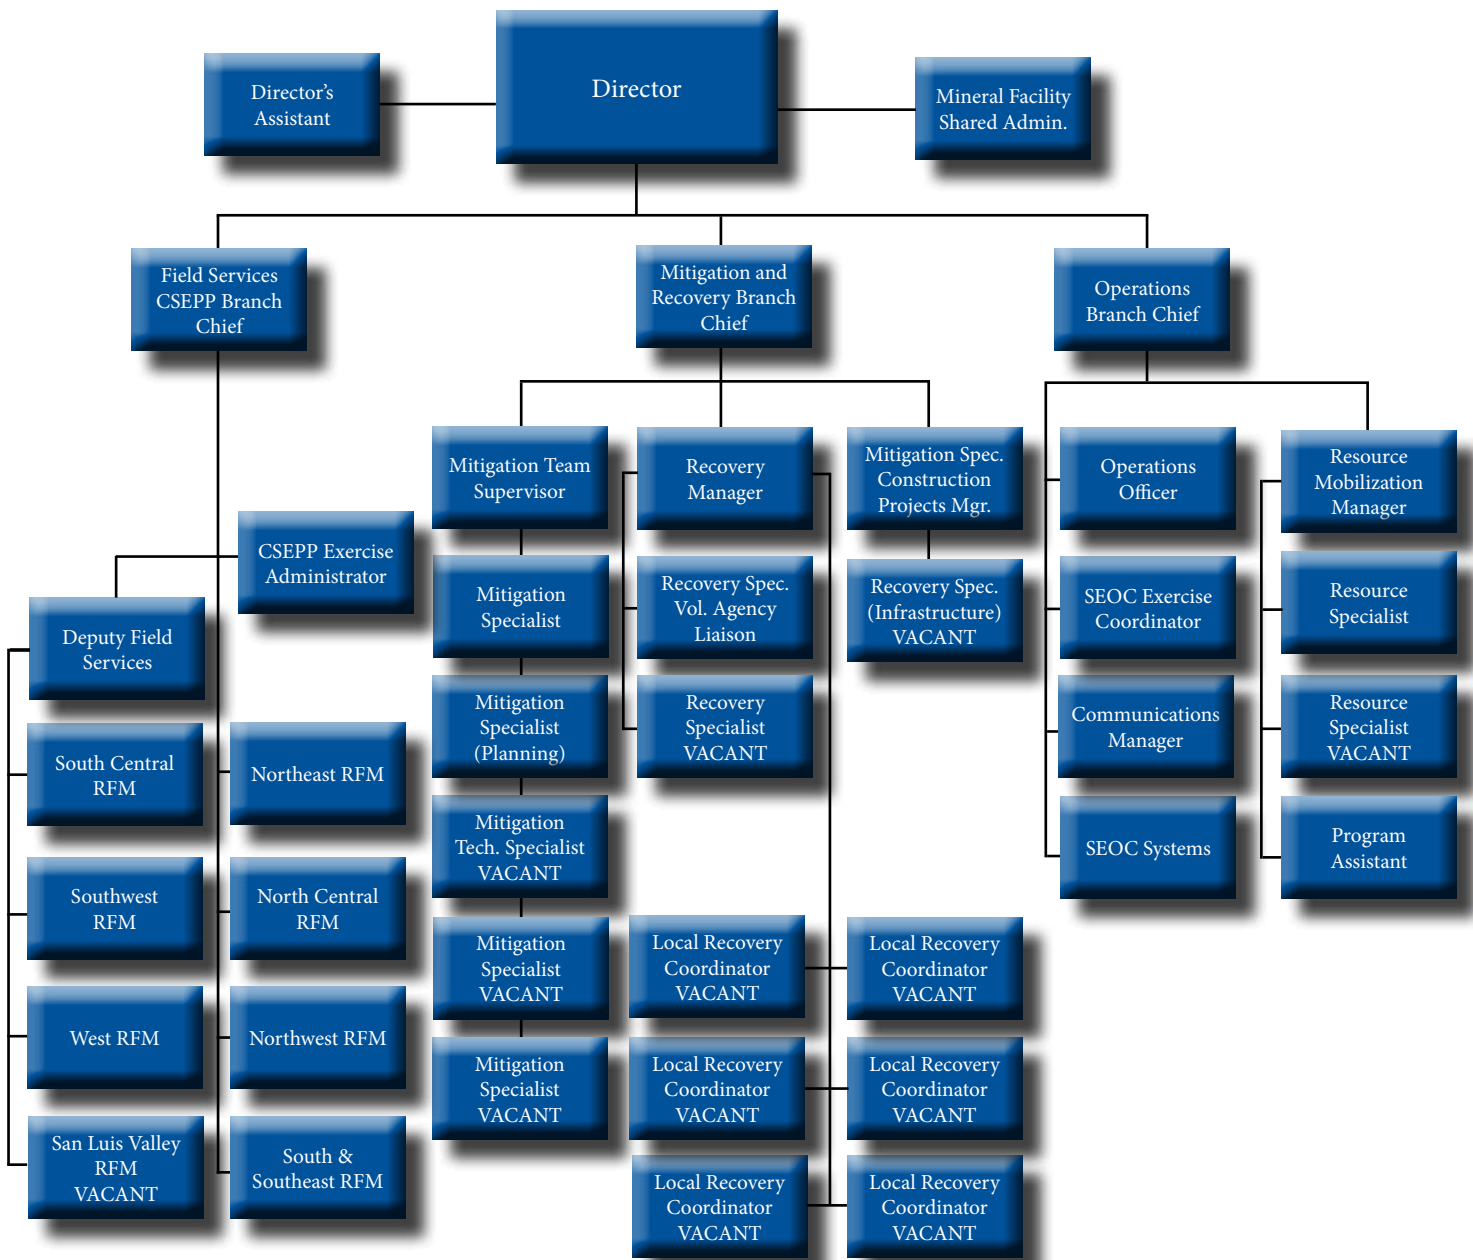 Director
Director's
Assistant
Mineral Facility
Shared Admin.
Field Services
CSEPP Branch
Chief
Mitigation and
Recovery Branch
Chief
Operations
Branch Chief
CSEPP Exercise
Administrator
Deputy Field
Services
South Central
RFM
Southwest
RFM
West RFM
San Luis Valley
RFM
VACANT
Northeast RFM
North Central
RFM
Northwest RFM
South &
Southeast RFM
Mitigation Team
Supervisor
Mitigation
Specialist
Mitigation
Specialist
(Planning)
Mitigation
Tech. Specialist
VACANT
Mitigation
Specialist
VACANT
Mitigation
Specialist
VACANT
Recovery
Manager
Recovery Spec.
Vol. Agency
Liaison
Recovery
Specialist
VACANT
Local Recovery
Coordinator
VACANT
Local Recovery
Coordinator
VACANT
Local Recovery
Coordinator
VACANT
Local Recovery
Coordinator
VACANT
Local Recovery
Coordinator
VACANT
Local Recovery
Coordinator
VACANT
Mitigation Spec.
Construction
Projects Mgr.
Recovery Spec.
(Infrastructure)
VACANT
Operations
Officer
SEOC Exercise
Coordinator
Communications
Manager
SEOC Systems
Resource
Mobilization
Manager
Resource
Specialist
Resource
Specialist
VACANT
Program
Assistant